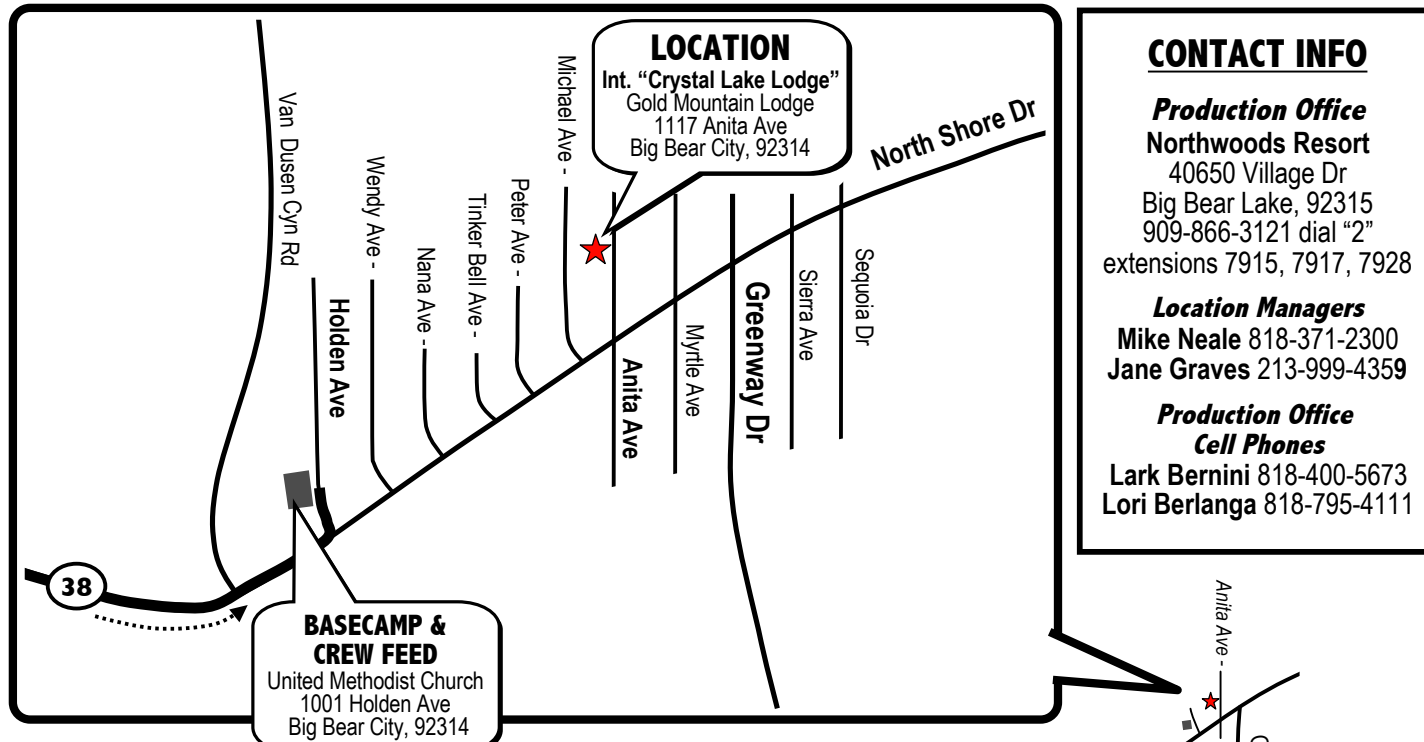 LOCATION
Int. “Crystal Lake Lodge”
Gold Mountain Lodge
1117 Anita Ave
Big Bear City, 92314
North Shore Dr
Van Dusen Cyn Rd
Holden Ave
Wendy Ave -
Nana Ave -
Tinker Bell Ave -
Peter Ave -
Michael Ave -
Anita Ave
Myrtle Ave
Greenway Dr
Sierra Ave
Sequoia Dr
38
BASECAMP &
CREW FEED
United Methodist Church
1001 Holden Ave
Big Bear City, 92314
CONTACT INFO
Production Office
Northwoods Resort
40650 Village Dr
Big Bear Lake, 92315
909-866-3121 dial “2”
extensions 7915, 7917, 7928
Location Managers
Mike Neale 818-371-2300
Jane Graves 213-999-4359
Production Office
Cell Phones
Lark Bernini 818-400-5673
Lori Berlanga 818-795-4111
Anita Ave -